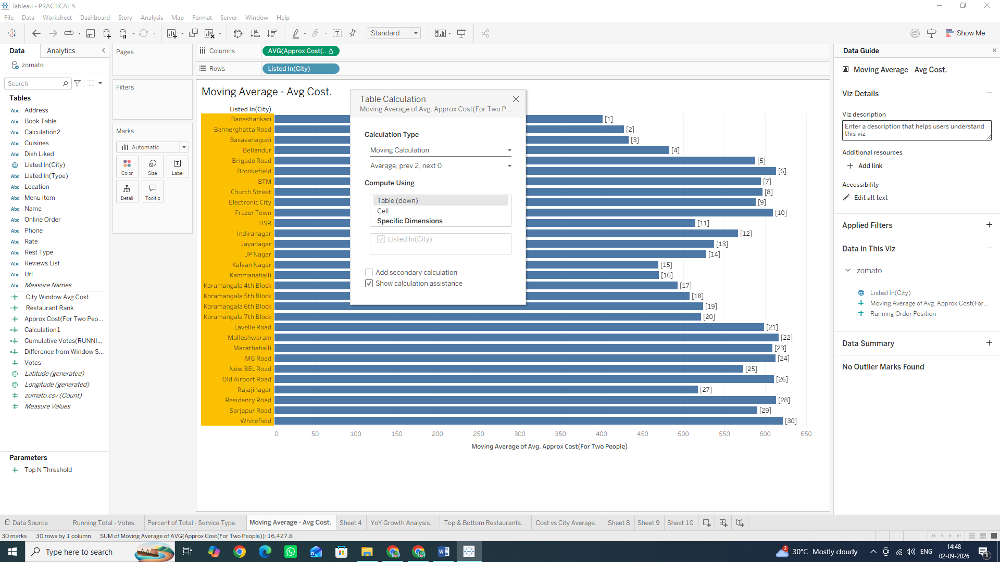 Tableau - PRACTICAL 5
File Data Worksheet Dashboard Story Analysis Map Format Server Window Help
Standard
Show Me
Data Analytics
zomato
Search
Tables
Abc Address
Abc Book Table
=Abc Calculation2
Abc Cuisines
Abc Dish Liked
Listed In(City)
Abc Listed In(Type)
Abc Location
Abc Menu Item
Abc Name
Abc Online Order
Abc Phone
Abc Rate
Abc Rest Type
Abc Reviews List
Abc Url
Abc Measure Names
=# City Window Avg Cost.
=# Restaurant Rank
# Approx Cost(For Two Peo...
=# Calculation1
=# Cumulative Votes(RUNNI...
=# Difference from Window S...
# Votes
Latitude (generated)
Longitude (generated)
# zomato.csv (Count)
# Measure Values
Parameters
# Top N Threshold
Pages
Filters
Marks
Automatic
Color Size Label
Detail Tooltip
Columns AVG(Approx Cost(.. Δ
Rows Listed In(City)
Moving Average - Avg Cost.
Listed In(City)
Banashankari [1]
Bannerghatta Road [2]
Basavanagudi [3]
Bellandur [4]
Brigade Road [5]
Brookefield [6]
BTM [7]
Church Street [8]
Electronic City [9]
Frazer Town [10]
HSR [11]
Indiranagar [12]
Jayanagar [13]
JP Nagar [14]
Kalyan Nagar [15]
Kammanahalli [16]
Koramangala 4th Block [17]
Koramangala 5th Block [18]
Koramangala 6th Block [19]
Koramangala 7th Block [20]
Lavelle Road [21]
Malleshwaram [22]
Marathahalli [23]
MG Road [24]
New BEL Road [25]
Old Airport Road [26]
Rajajinagar [27]
Residency Road [28]
Sarjapur Road [29]
Whitefield [30]
0 50 100 150 200 250 300 350 400 450 500 550 600 650
Moving Average of Avg. Approx Cost(For Two People)
Table Calculation
Moving Average of Avg. Approx Cost(For Two P...
Calculation Type
Moving Calculation
Average, prev 2, next 0
Compute Using
Table (down)
Cell
Specific Dimensions
Listed In(City)
Add secondary calculation
Show calculation assistance
Data Guide
Moving Average - Avg Cost.
Viz Details
Viz description
Enter a description that helps users understand
this viz
Additional resources
Add link
Accessibility
Edit alt text
Applied Filters
Data in This Viz
zomato
Listed In(City)
# Moving Average of Avg. Approx Cost(For...
=# Running Order Position
Data Summary
No Outlier Marks Found
Data Source Running Total - Votes. Percent of Total - Service Type. Moving Average - Avg Cost. Sheet 4 YoY Growth Analysis. Top & Bottom Restaurants. Cost vs City Average. Sheet 8 Sheet 9 Sheet 10
30 marks 30 rows by 1 column SUM of Moving Average of AVG(Approx Cost(For Two People)): 16,427.8
Type here to search
2 30°C Mostly cloudy ENG 14:48
02-09-2026
1